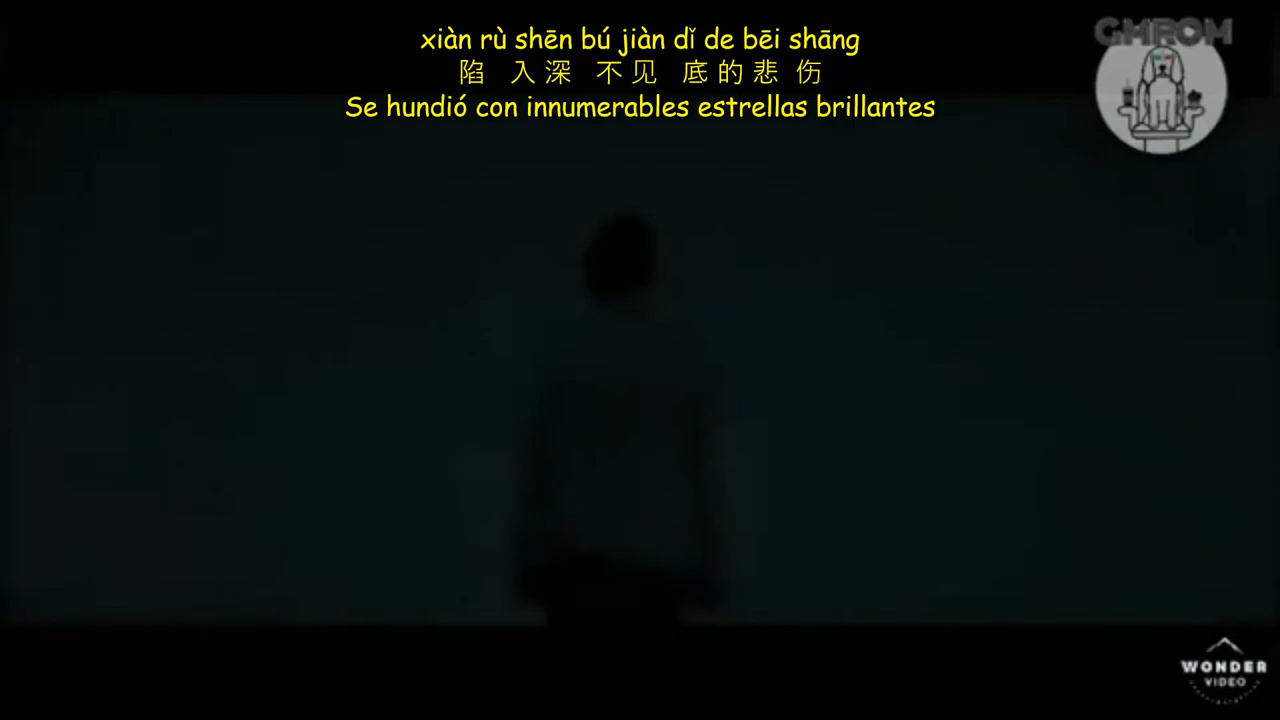 GMROM
xiàn rù shēn bú jiàn dǐ de bēi shāng
陷 入深 不见 底的悲 伤
Se hundió con innumerables estrellas brillantes
WONDER
VIDEO